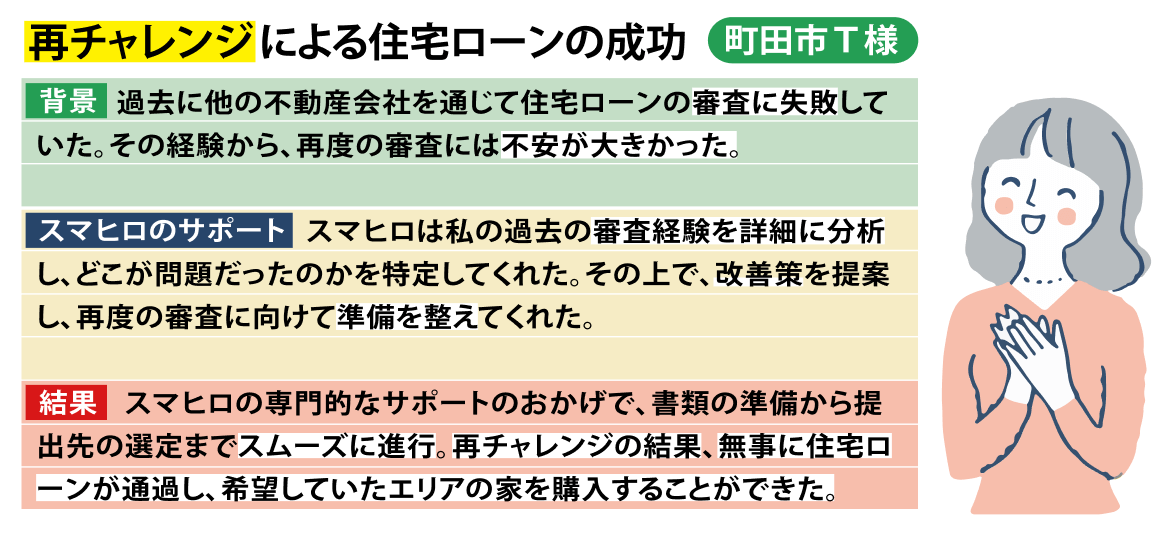 再チャレンジによる住宅ローンの成功 町田市T様
背景 過去に他の不動産会社を通じて住宅ローンの審査に失敗して
いた。その経験から、再度の審査には不安が大きかった。
スマヒロのサポート スマヒロは私の過去の審査経験を詳細に分析
し、どこが問題だったのかを特定してくれた。その上で、改善策を提案
し、再度の審査に向けて準備を整えてくれた。
結果 スマヒロの専門的なサポートのおかげで、書類の準備から提
出先の選定までスムーズに進行。再チャレンジの結果、無事に住宅ロ
ーンが通過し、希望していたエリアの家を購入することができた。